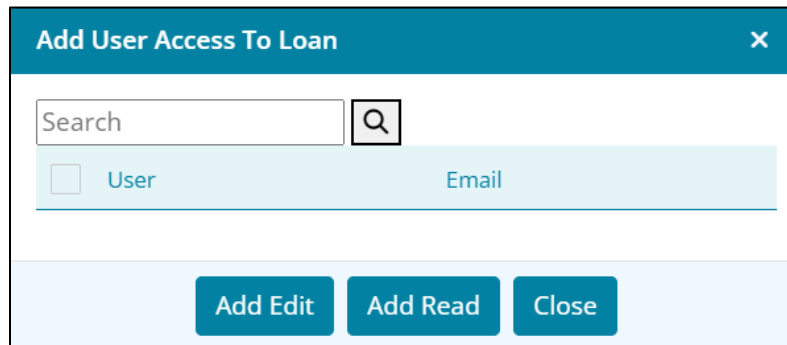 Add User Access To Loan ×
Search
User Email
Add Edit Add Read Close